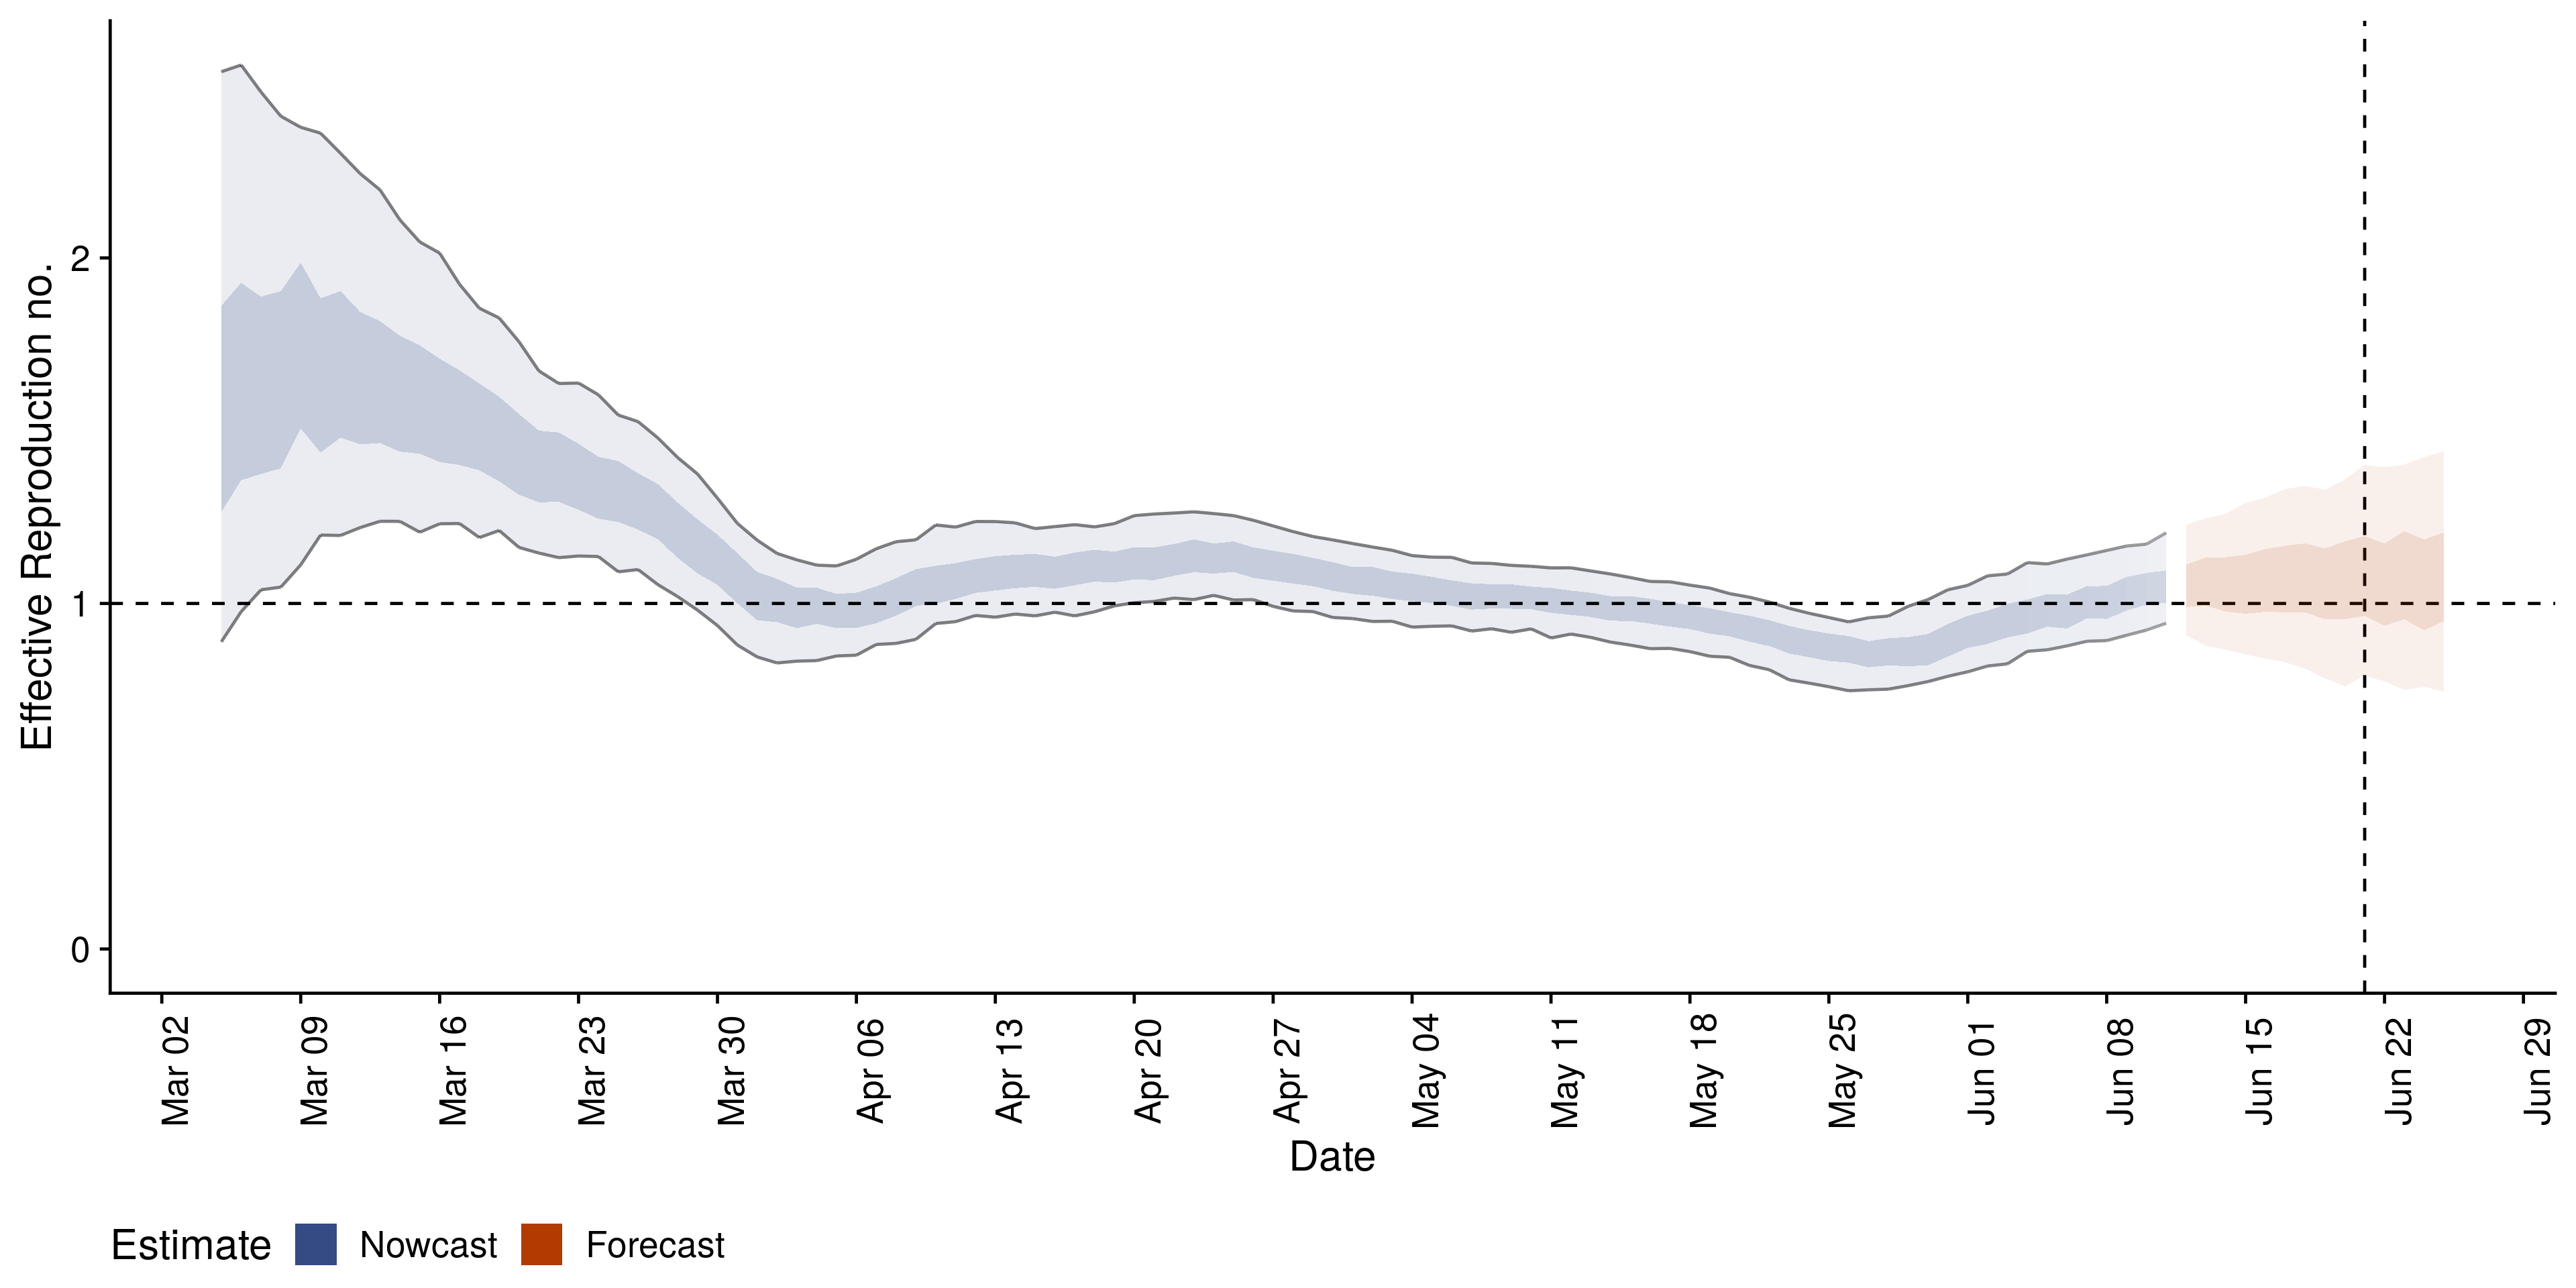 Effective Reproduction no.
2
1
0
Mar 02
Mar 09
Mar 16
Mar 23
Mar 30
Apr 06
Apr 13
Apr 20
Apr 27
May 04
May 11
May 18
May 25
Jun 01
Jun 08
Jun 15
Jun 22
Jun 29
Date
Estimate Nowcast Forecast